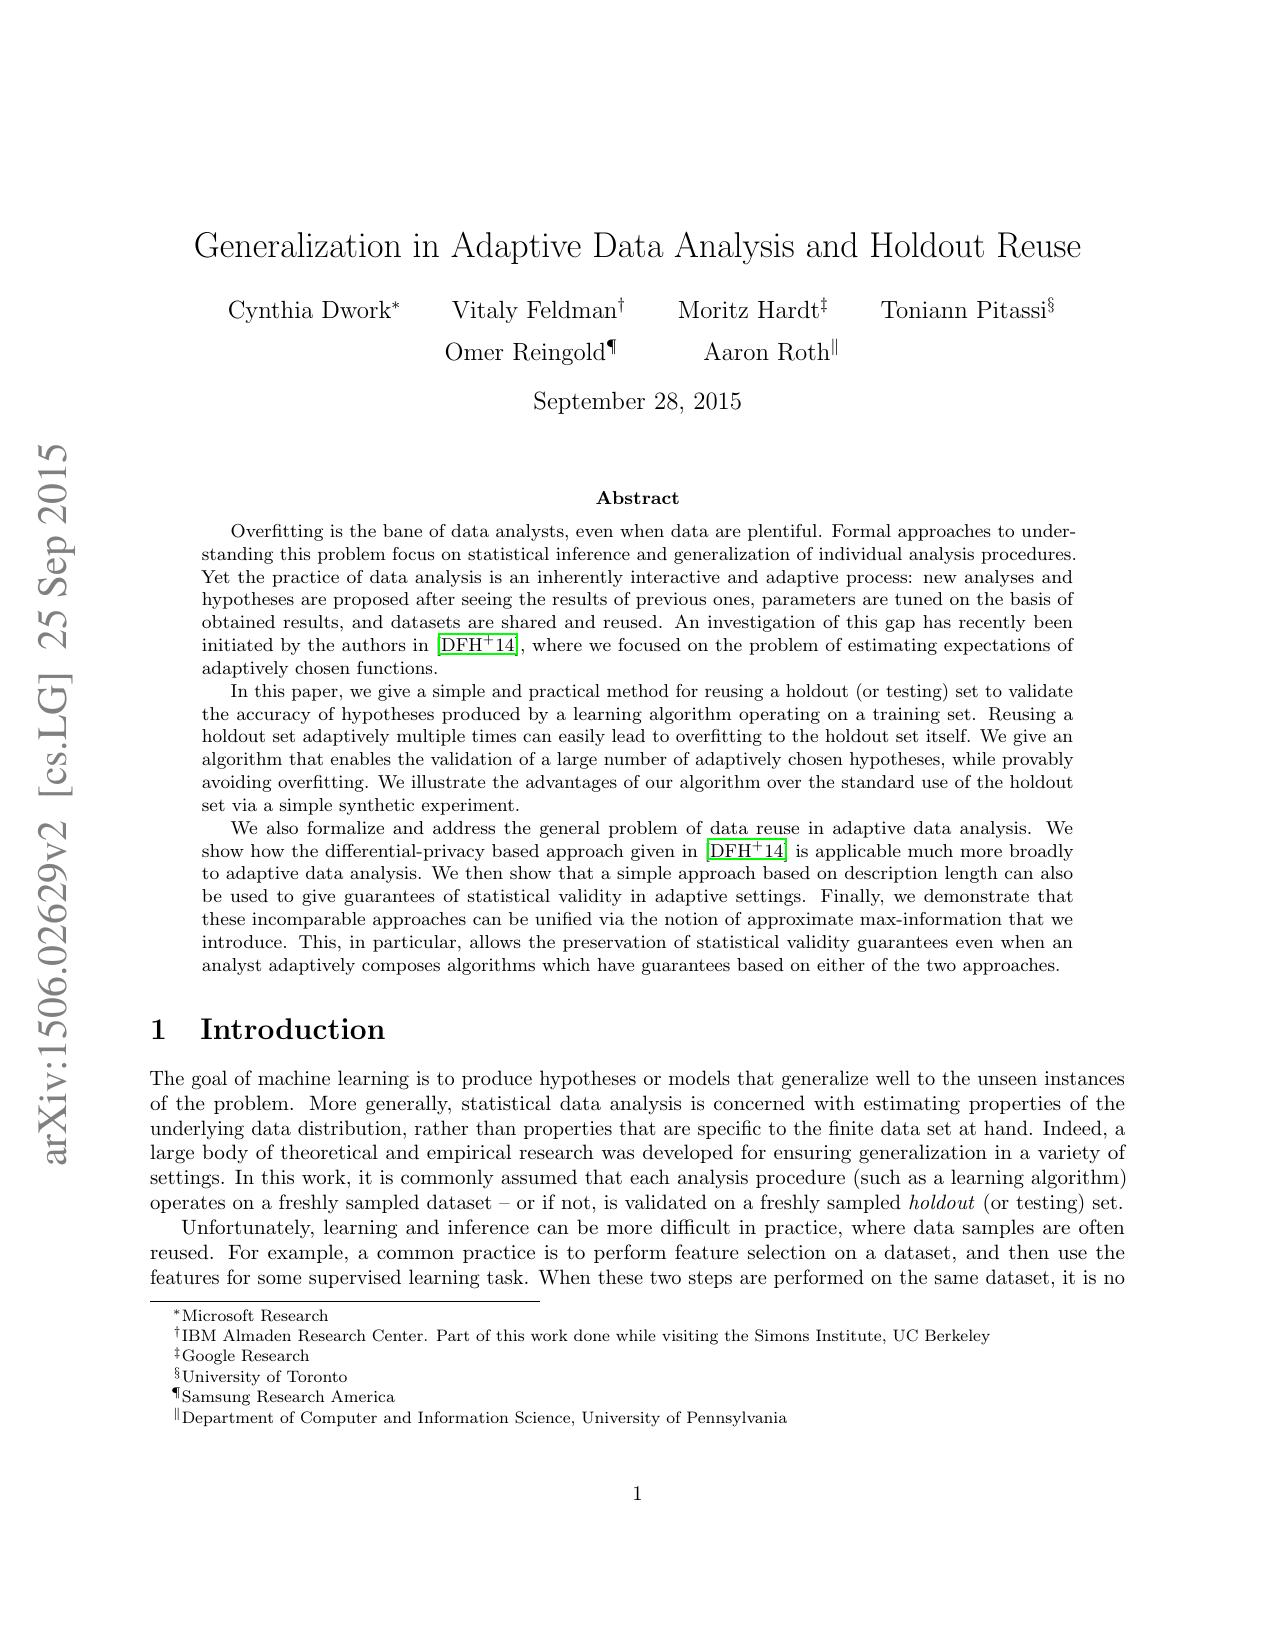 arXiv:1506.02629v2 [cs.LG] 25 Sep 2015
Generalization in Adaptive Data Analysis and Holdout Reuse
Cynthia Dwork* Vitaly Feldman† Moritz Hardt‡ Toniann Pitassi§
Omer Reingold¶ Aaron Roth‖
September 28, 2015
Abstract
Overfitting is the bane of data analysts, even when data are plentiful. Formal approaches to under-
standing this problem focus on statistical inference and generalization of individual analysis procedures.
Yet the practice of data analysis is an inherently interactive and adaptive process: new analyses and
hypotheses are proposed after seeing the results of previous ones, parameters are tuned on the basis of
obtained results, and datasets are shared and reused. An investigation of this gap has recently been
initiated by the authors in [DFH+14], where we focused on the problem of estimating expectations of
adaptively chosen functions.
In this paper, we give a simple and practical method for reusing a holdout (or testing) set to validate
the accuracy of hypotheses produced by a learning algorithm operating on a training set. Reusing a
holdout set adaptively multiple times can easily lead to overfitting to the holdout set itself. We give an
algorithm that enables the validation of a large number of adaptively chosen hypotheses, while provably
avoiding overfitting. We illustrate the advantages of our algorithm over the standard use of the holdout
set via a simple synthetic experiment.
We also formalize and address the general problem of data reuse in adaptive data analysis. We
show how the differential-privacy based approach given in [DFH+14] is applicable much more broadly
to adaptive data analysis. We then show that a simple approach based on description length can also
be used to give guarantees of statistical validity in adaptive settings. Finally, we demonstrate that
these incomparable approaches can be unified via the notion of approximate max-information that we
introduce. This, in particular, allows the preservation of statistical validity guarantees even when an
analyst adaptively composes algorithms which have guarantees based on either of the two approaches.
1 Introduction
The goal of machine learning is to produce hypotheses or models that generalize well to the unseen instances
of the problem. More generally, statistical data analysis is concerned with estimating properties of the
underlying data distribution, rather than properties that are specific to the finite data set at hand. Indeed, a
large body of theoretical and empirical research was developed for ensuring generalization in a variety of
settings. In this work, it is commonly assumed that each analysis procedure (such as a learning algorithm)
operates on a freshly sampled dataset – or if not, is validated on a freshly sampled holdout (or testing) set.
Unfortunately, learning and inference can be more difficult in practice, where data samples are often
reused. For example, a common practice is to perform feature selection on a dataset, and then use the
features for some supervised learning task. When these two steps are performed on the same dataset, it is no
*Microsoft Research
†IBM Almaden Research Center. Part of this work done while visiting the Simons Institute, UC Berkeley
‡Google Research
§University of Toronto
¶Samsung Research America
‖Department of Computer and Information Science, University of Pennsylvania
1